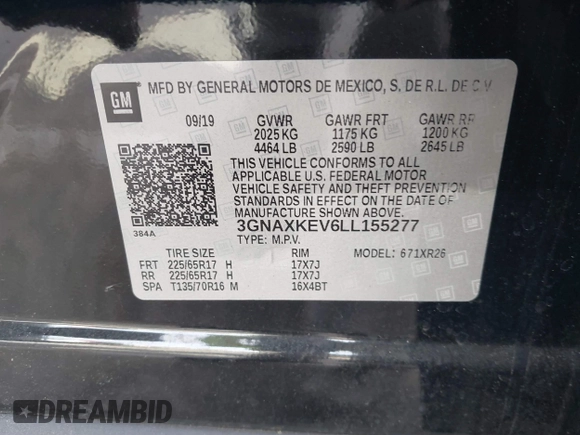 GM
MFD BY GENERAL MOTORS DE MEXICO, S. DE R.L. DE C.V
09/19 GVWR GAWR FRT GAWR RR
2025 KG 1175 KG 1200 KG
4464 LB 2590 LB 2645 LB
THIS VEHICLE CONFORMS TO ALL
APPLICABLE U.S. FEDERAL MOTOR
VEHICLE SAFETY AND THEFT PREVENTION
STANDARDS IN EFFECT ON THE DATE OF
MANUFACTURE SHOWN ABOVE.
3GNAXKEV6LL155277
384A
TYPE: M.P.V. MODEL: 671XR26
TIRE SIZE RIM
FRT 225/65R17 H 17X7J
RR 225/65R17 H 17X7J
SPA T135/70R16 M 16X4BT
DREAMBID